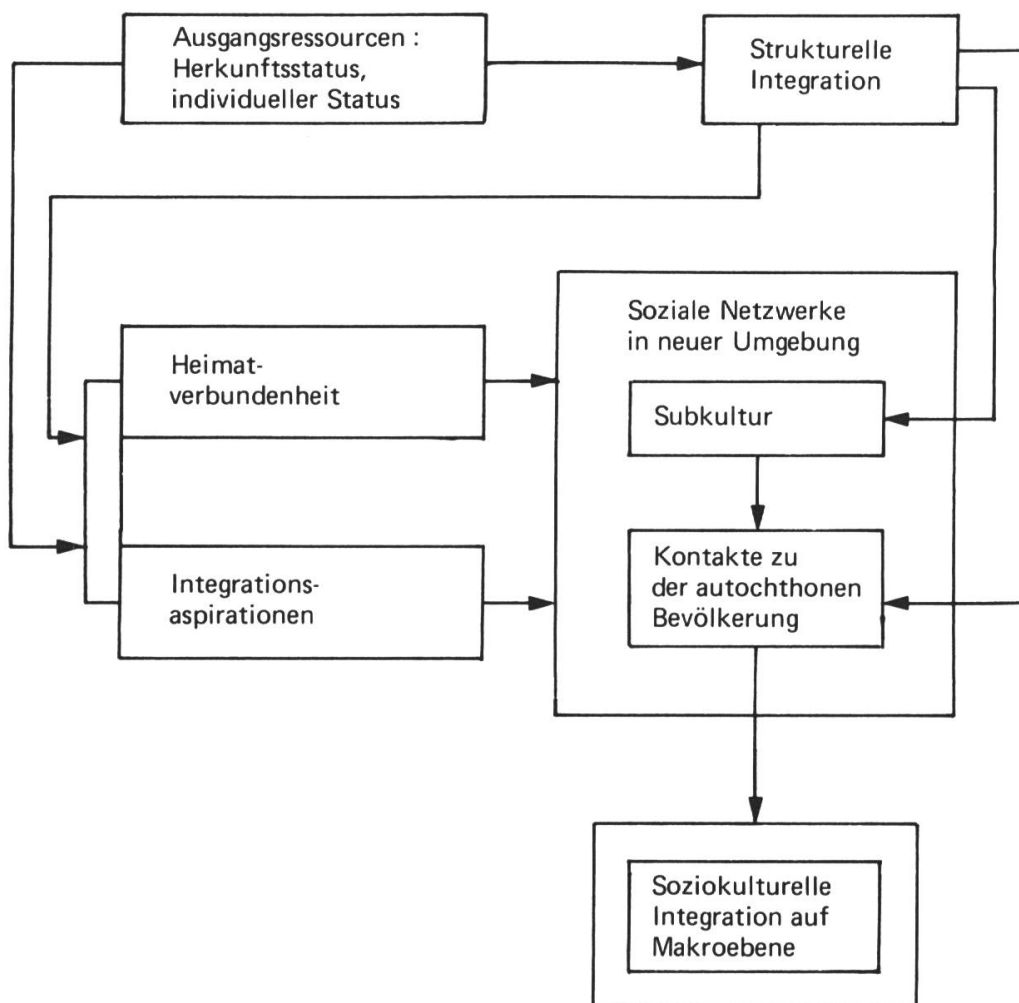 Ausgangsressourcen :
Herkunftsstatus,
individueller Status
Strukturelle
Integration
Soziale Netzwerke
in neuer Umgebung
Heimat-
verbundenheit
Subkultur
Integrations-
aspirationen
Kontakte zu
der autochthonen
Bevölkerung
Soziokulturelle
Integration auf
Makroebene